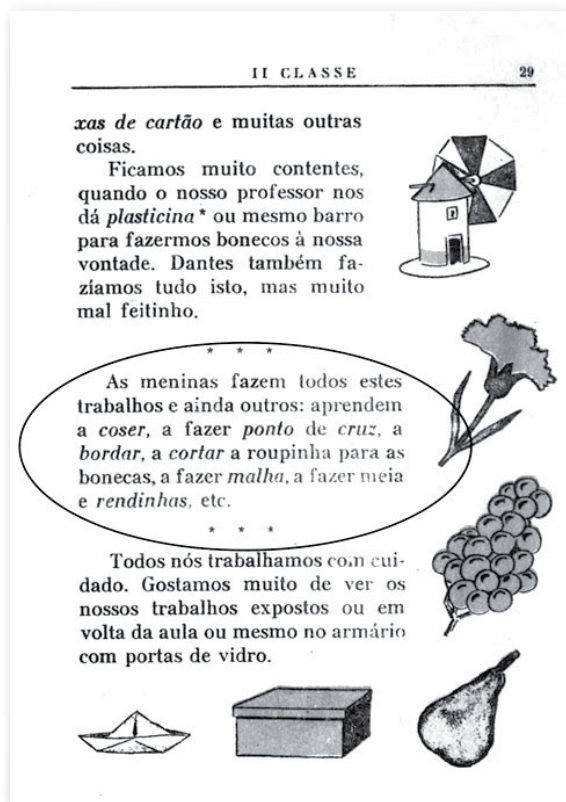 II CLASSE 29
xas de cartão e muitas outras
coisas.
Ficamos muito contentes,
quando o nosso professor nos
dá plasticina * ou mesmo barro
para fazermos bonecos à nossa
vontade. Dantes também fa-
zíamos tudo isto, mas muito
mal feitinho.
* * *
As meninas fazem todos estes
trabalhos e ainda outros: aprendem
a coser, a fazer ponto de cruz, a
bordar, a cortar a roupinha para as
bonecas, a fazer malha, a fazer meia
e rendinhas, etc.
* * *
Todos nós trabalhamos com cui-
dado. Gostamos muito de ver os
nossos trabalhos expostos ou em
volta da aula ou mesmo no armário
com portas de vidro.